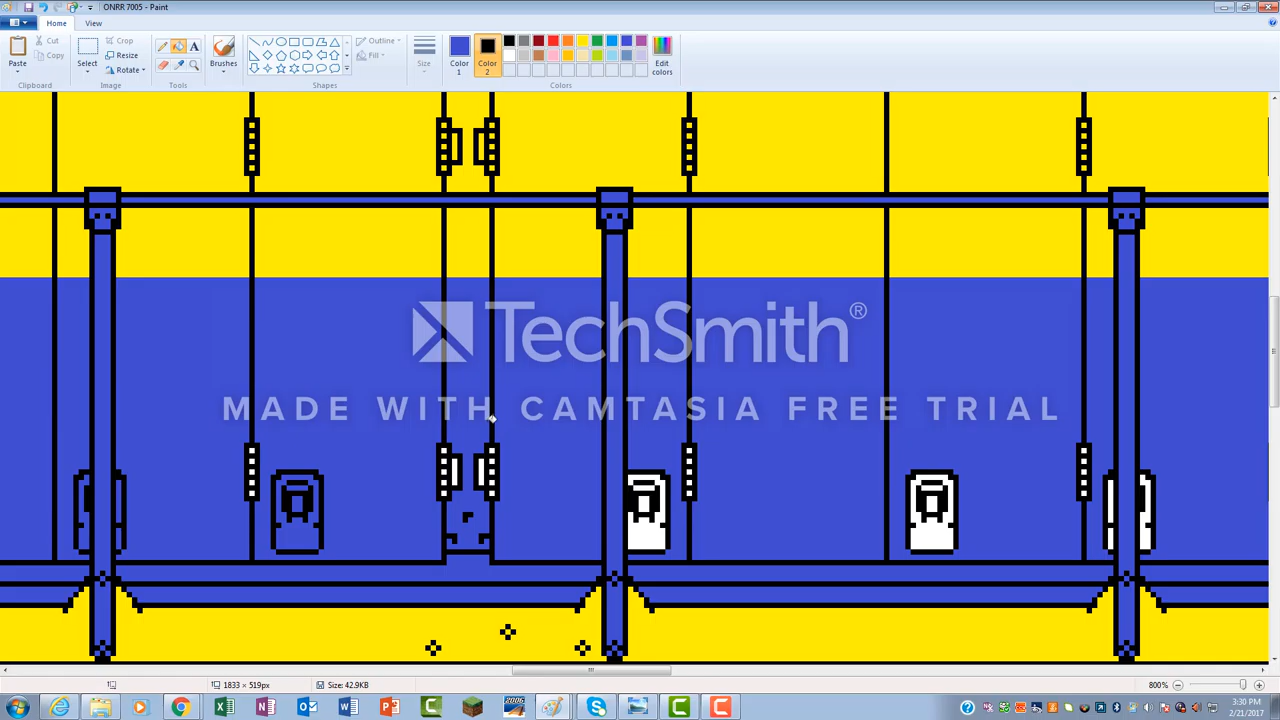 ONRR 7005 - Paint
Home View
Paste
Cut
Copy
Clipboard
Select
Crop
Resize
Rotate
Image
A
Tools
Brushes
Outline
Fill
Shapes
Size
Color 1
Color 2
Colors
Edit colors
TechSmith®
MADE WITH CAMTASIA FREE TRIAL
1833 × 519px
Size: 42.9KB
800%
2006
3:30 PM
2/21/2017